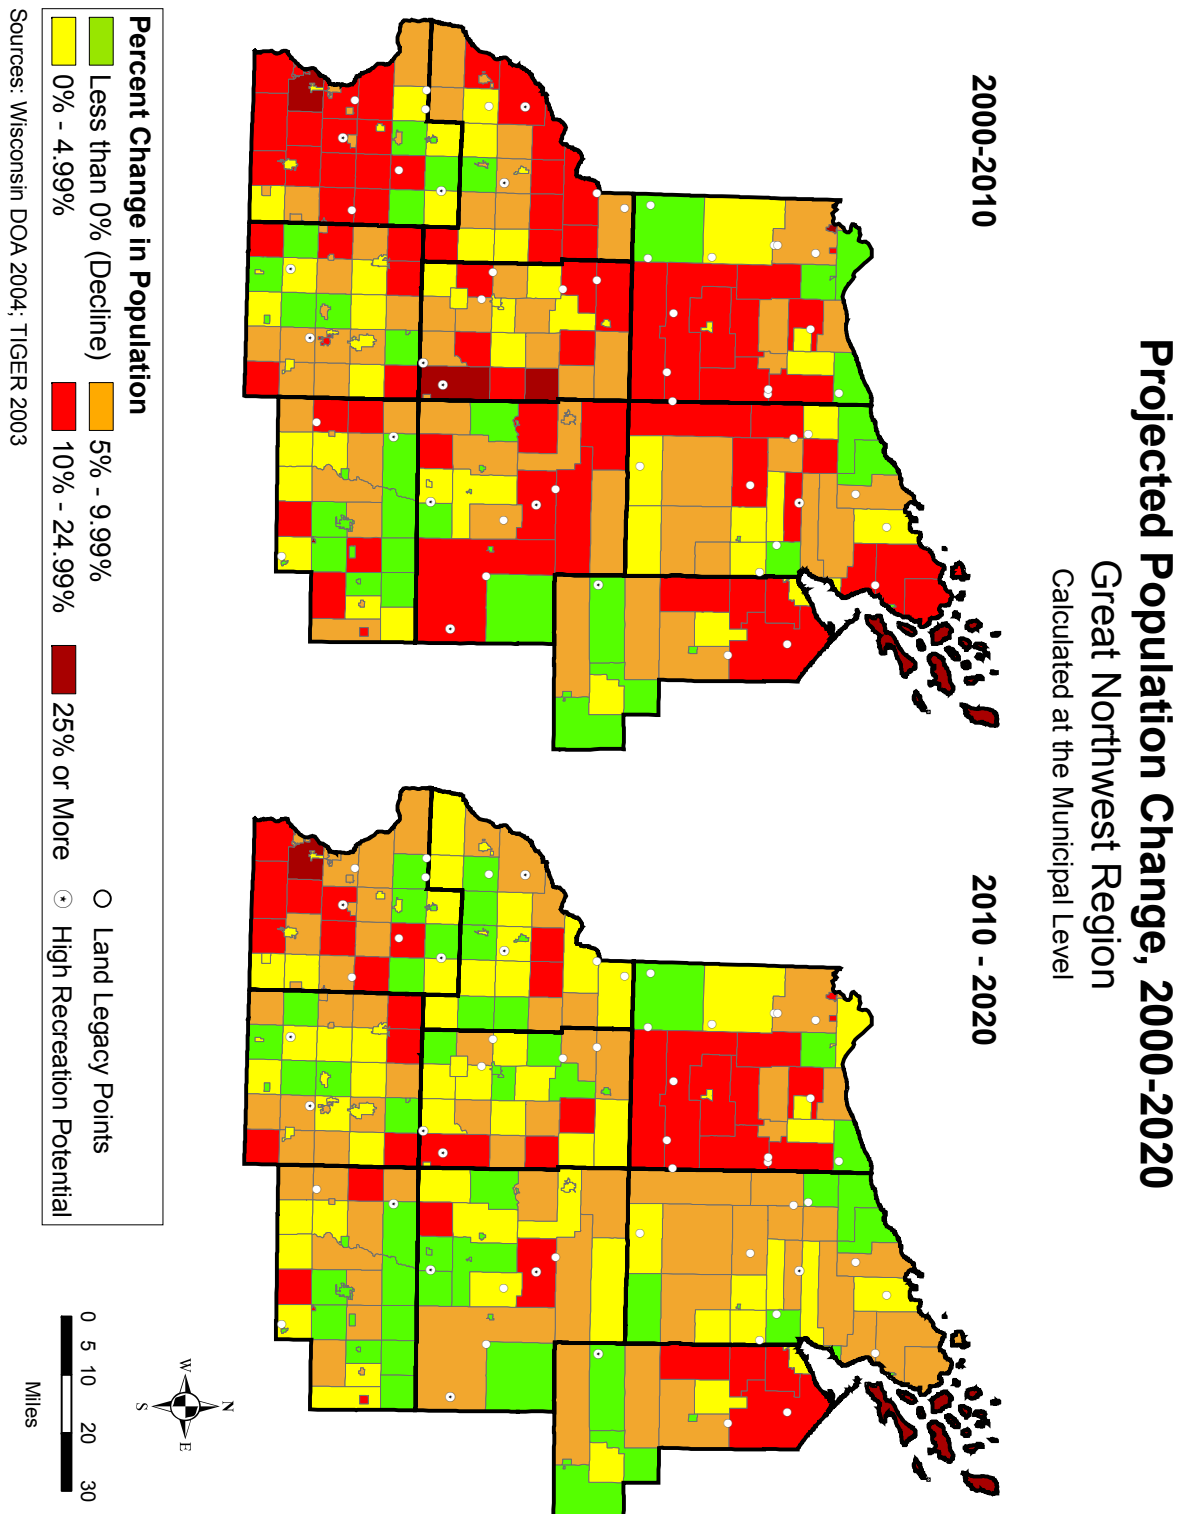 Projected Population Change, 2000-2020
Great Northwest Region
Calculated at the Municipal Level
2000-2010
2010 - 2020
Percent Change in Population
Less than 0% (Decline)
5% - 9.99%
0% - 4.99%
10% - 24.99%
25% or More
Land Legacy Points
High Recreation Potential
Sources: Wisconsin DOA 2004; TIGER 2003
N
W
E
S
0 5 10 20 30
Miles